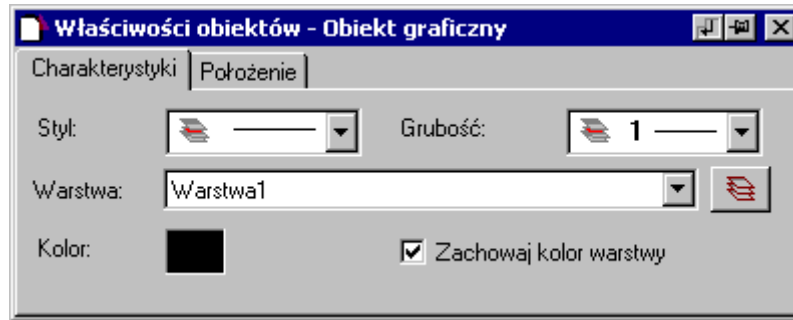 Właściwości obiektów - Obiekt graficzny
Charakterystyki Położenie
Styl: Grubość: 1
Warstwa: Warstwa1
Kolor: Zachowaj kolor warstwy